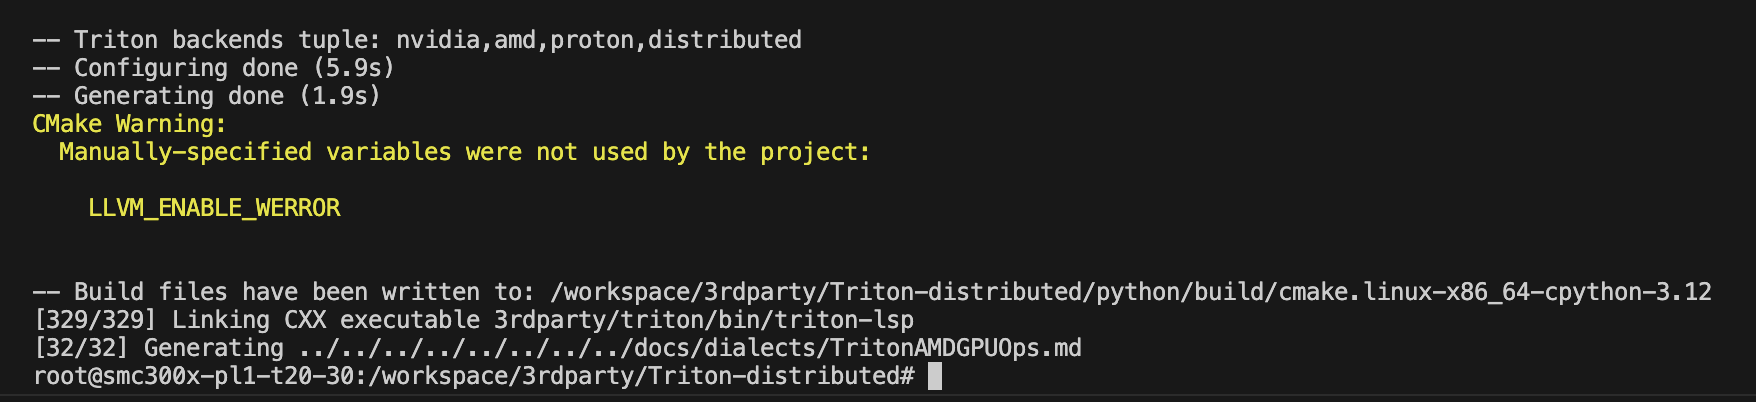 -- Triton backends tuple: nvidia,amd,proton,distributed
-- Configuring done (5.9s)
-- Generating done (1.9s)
CMake Warning:
  Manually-specified variables were not used by the project:

    LLVM_ENABLE_WERROR


-- Build files have been written to: /workspace/3rdparty/Triton-distributed/python/build/cmake.linux-x86_64-cpython-3.12
[329/329] Linking CXX executable 3rdparty/triton/bin/triton-lsp
[32/32] Generating ../../../../../../../../docs/dialects/TritonAMDGPUOps.md
root@smc300x-pl1-t20-30:/workspace/3rdparty/Triton-distributed#